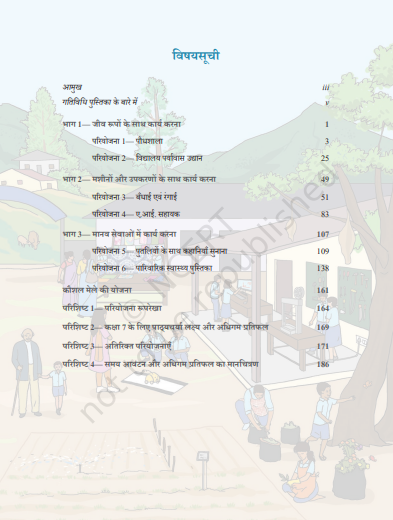 विषयसूची
आमुख iii
गतिविधि पुस्तिका के बारे में v
भाग 1— जीव रूपों के साथ कार्य करना 1
परियोजना 1— पौधशाला 3
परियोजना 2— विद्यालय पर्यावास उद्यान 25
भाग 2— मशीनों और उपकरणों के साथ कार्य करना 49
परियोजना 3— बंधाई एवं रंगाई 51
परियोजना 4— ए.आई. सहायक 83
भाग 3— मानव सेवाओं में कार्य करना 107
परियोजना 5— पुतलियों के साथ कहानियाँ सुनाना 109
परियोजना 6— पारिवारिक स्वास्थ्य पुस्तिका 138
कौशल मेले की योजना 161
परिशिष्ट 1— परियोजना रूपरेखा 164
परिशिष्ट 2— कक्षा 7 के लिए पाठ्यचर्या लक्ष्य और अधिगम प्रतिफल 169
परिशिष्ट 3—अतिरिक्त परियोजनाएँ 171
परिशिष्ट 4— समय आवंटन और अधिगम प्रतिफल का मानचित्रण 186
not to be republished